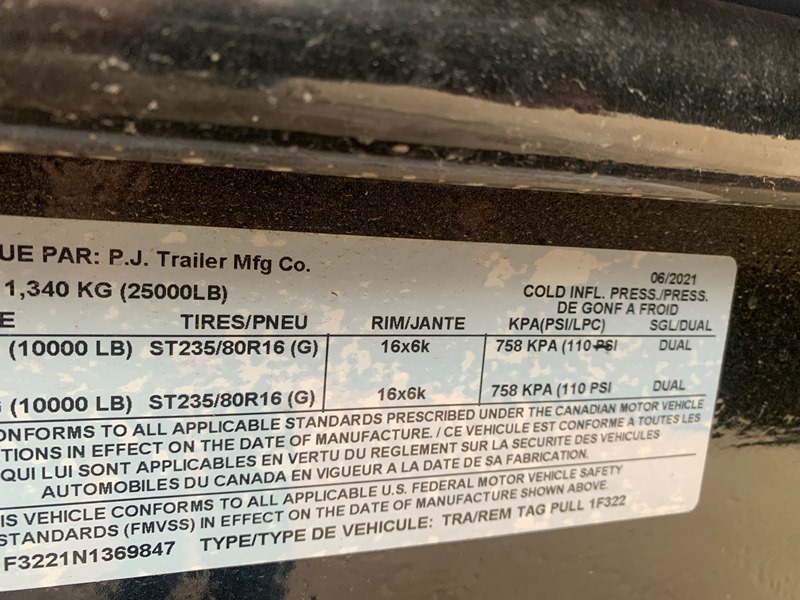 UE PAR: P.J. Trailer Mfg Co.
06/2021
1,340 KG (25000LB)
COLD INFL. PRESS./PRESS.
DE GONF A FROID
E TIRES/PNEU RIM/JANTE KPA(PSI/LPC) SGL/DUAL
(10000 LB) ST235/80R16 (G) 16x6k 758 KPA (110 PSI DUAL
(10000 LB) ST235/80R16 (G) 16x6k 758 KPA (110 PSI DUAL
ONFORMS TO ALL APPLICABLE STANDARDS PRESCRIBED UNDER THE CANADIAN MOTOR VEHICLE
TIONS IN EFFECT ON THE DATE OF MANUFACTURE. / CE VEHICULE EST CONFORME A TOUTES LES
QUI LUI SONT APPLICABLES EN VERTU DU REGLEMENT SUR LA SECURITE DES VEHICULES
AUTOMOBILES DU CANADA EN VIGUEUR A LA DATE DE SA FABRICATION.
IS VEHICLE CONFORMS TO ALL APPLICABLE U.S. FEDERAL MOTOR VEHICLE SAFETY
STANDARDS (FMVSS) IN EFFECT ON THE DATE OF MANUFACTURE SHOWN ABOVE.
F3221N1369847 TYPE/TYPE DE VEHICULE: TRA/REM TAG PULL 1F322